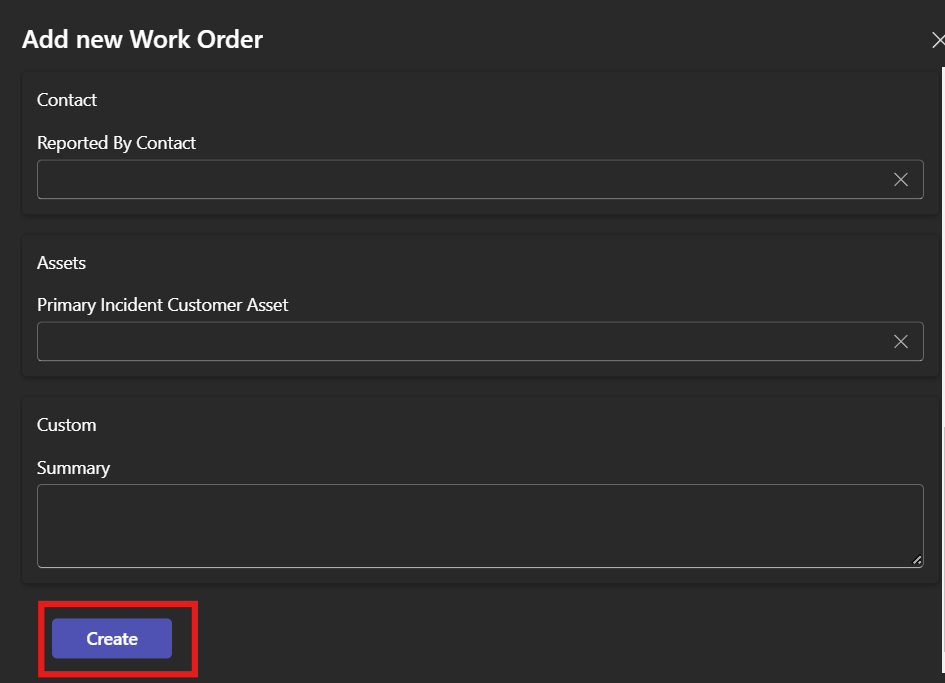 Add new Work Order
Contact
Reported By Contact
Assets
Primary Incident Customer Asset
Custom
Summary
Create